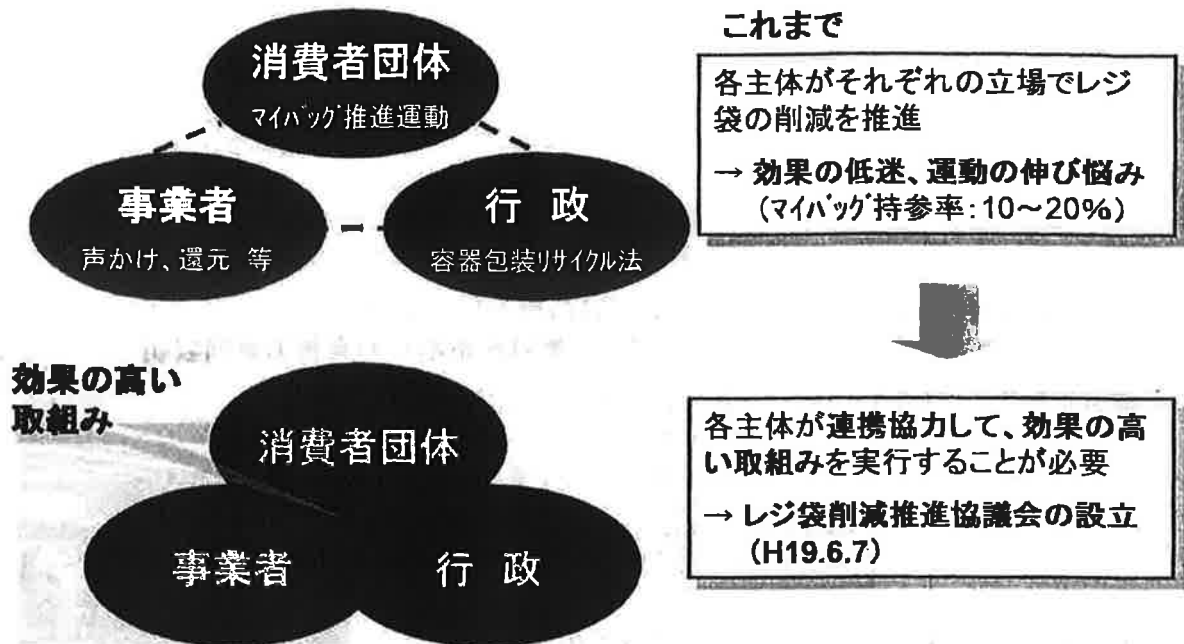 これまで
消費者団体
マイバッグ推進運動
事業者
声かけ、還元 等
行 政
容器包装リサイクル法
各主体がそれぞれの立場でレジ
袋の削減を推進
→ 効果の低迷、運動の伸び悩み
（マイバッグ持参率：10～20%）
効果の高い
取組み
消費者団体
事業者
行 政
各主体が連携協力して、効果の高
い取組みを実行することが必要
→ レジ袋削減推進協議会の設立
（H19.6.7）